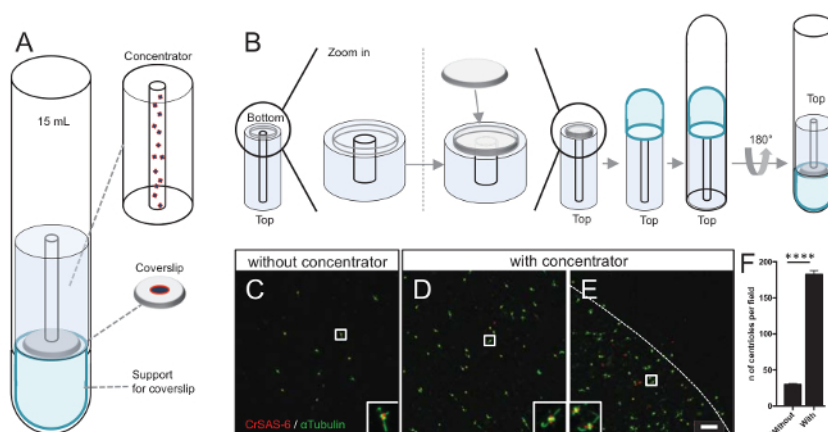 A
Concentrator
15 mL
Coverslip
Support
for coverslip
B
Zoom in
Bottom
Top
Top
Top
Top
180°
Top
without concentrator
with concentrator
C
D
E
CrSAS-6 / αTubulin
F
****
n of centrioles per field
200
150
100
50
0
Without
With